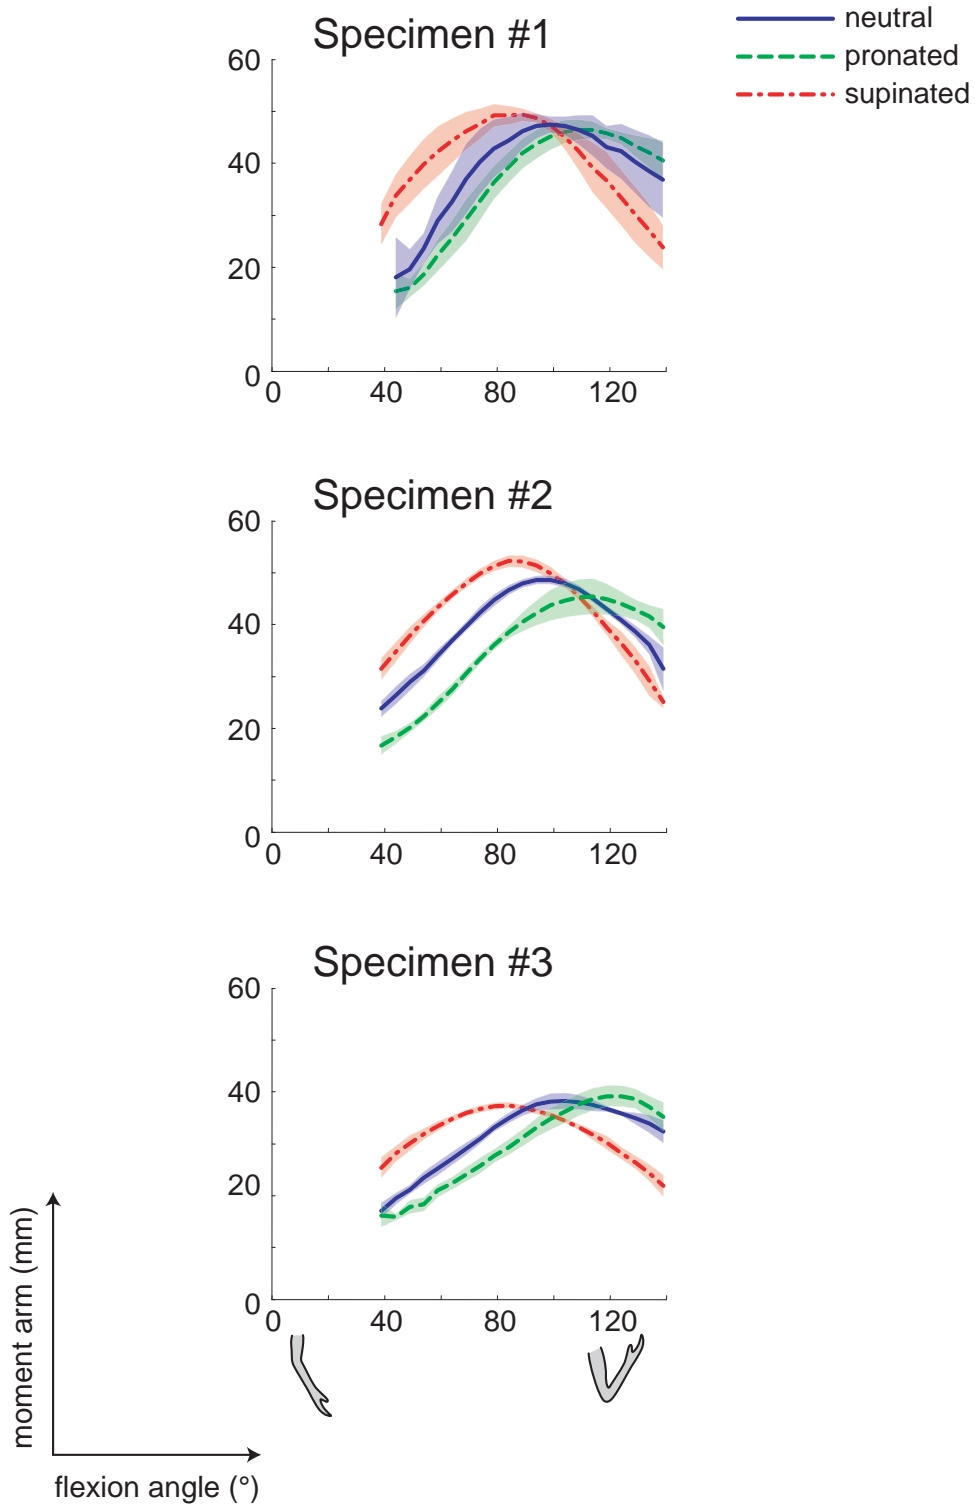 neutral
pronated
supinated
Specimen #1
60
40
20
0
0 40 80 120
Specimen #2
60
40
20
0
0 40 80 120
Specimen #3
60
40
20
0
0 40 80 120
moment arm (mm)
flexion angle (°)